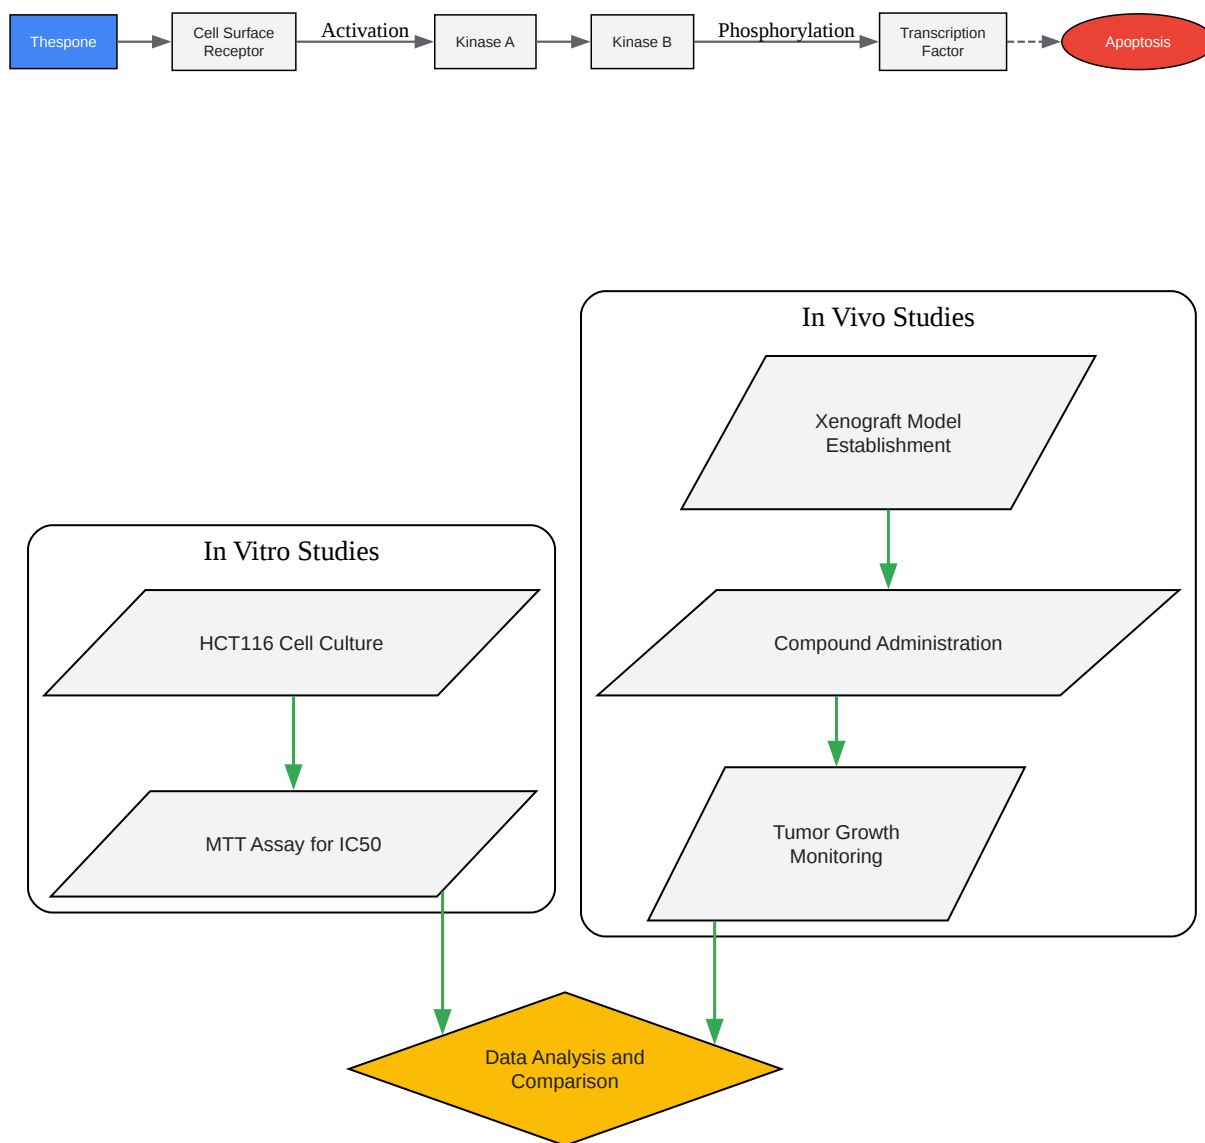 Thespone
Cell Surface
Receptor
Activation
Kinase A
Kinase B
Phosphorylation
Transcription
Factor
Apoptosis
In Vivo Studies
Xenograft Model
Establishment
In Vitro Studies
HCT116 Cell Culture
Compound Administration
MTT Assay for IC50
Tumor Growth
Monitoring
Data Analysis and
Comparison